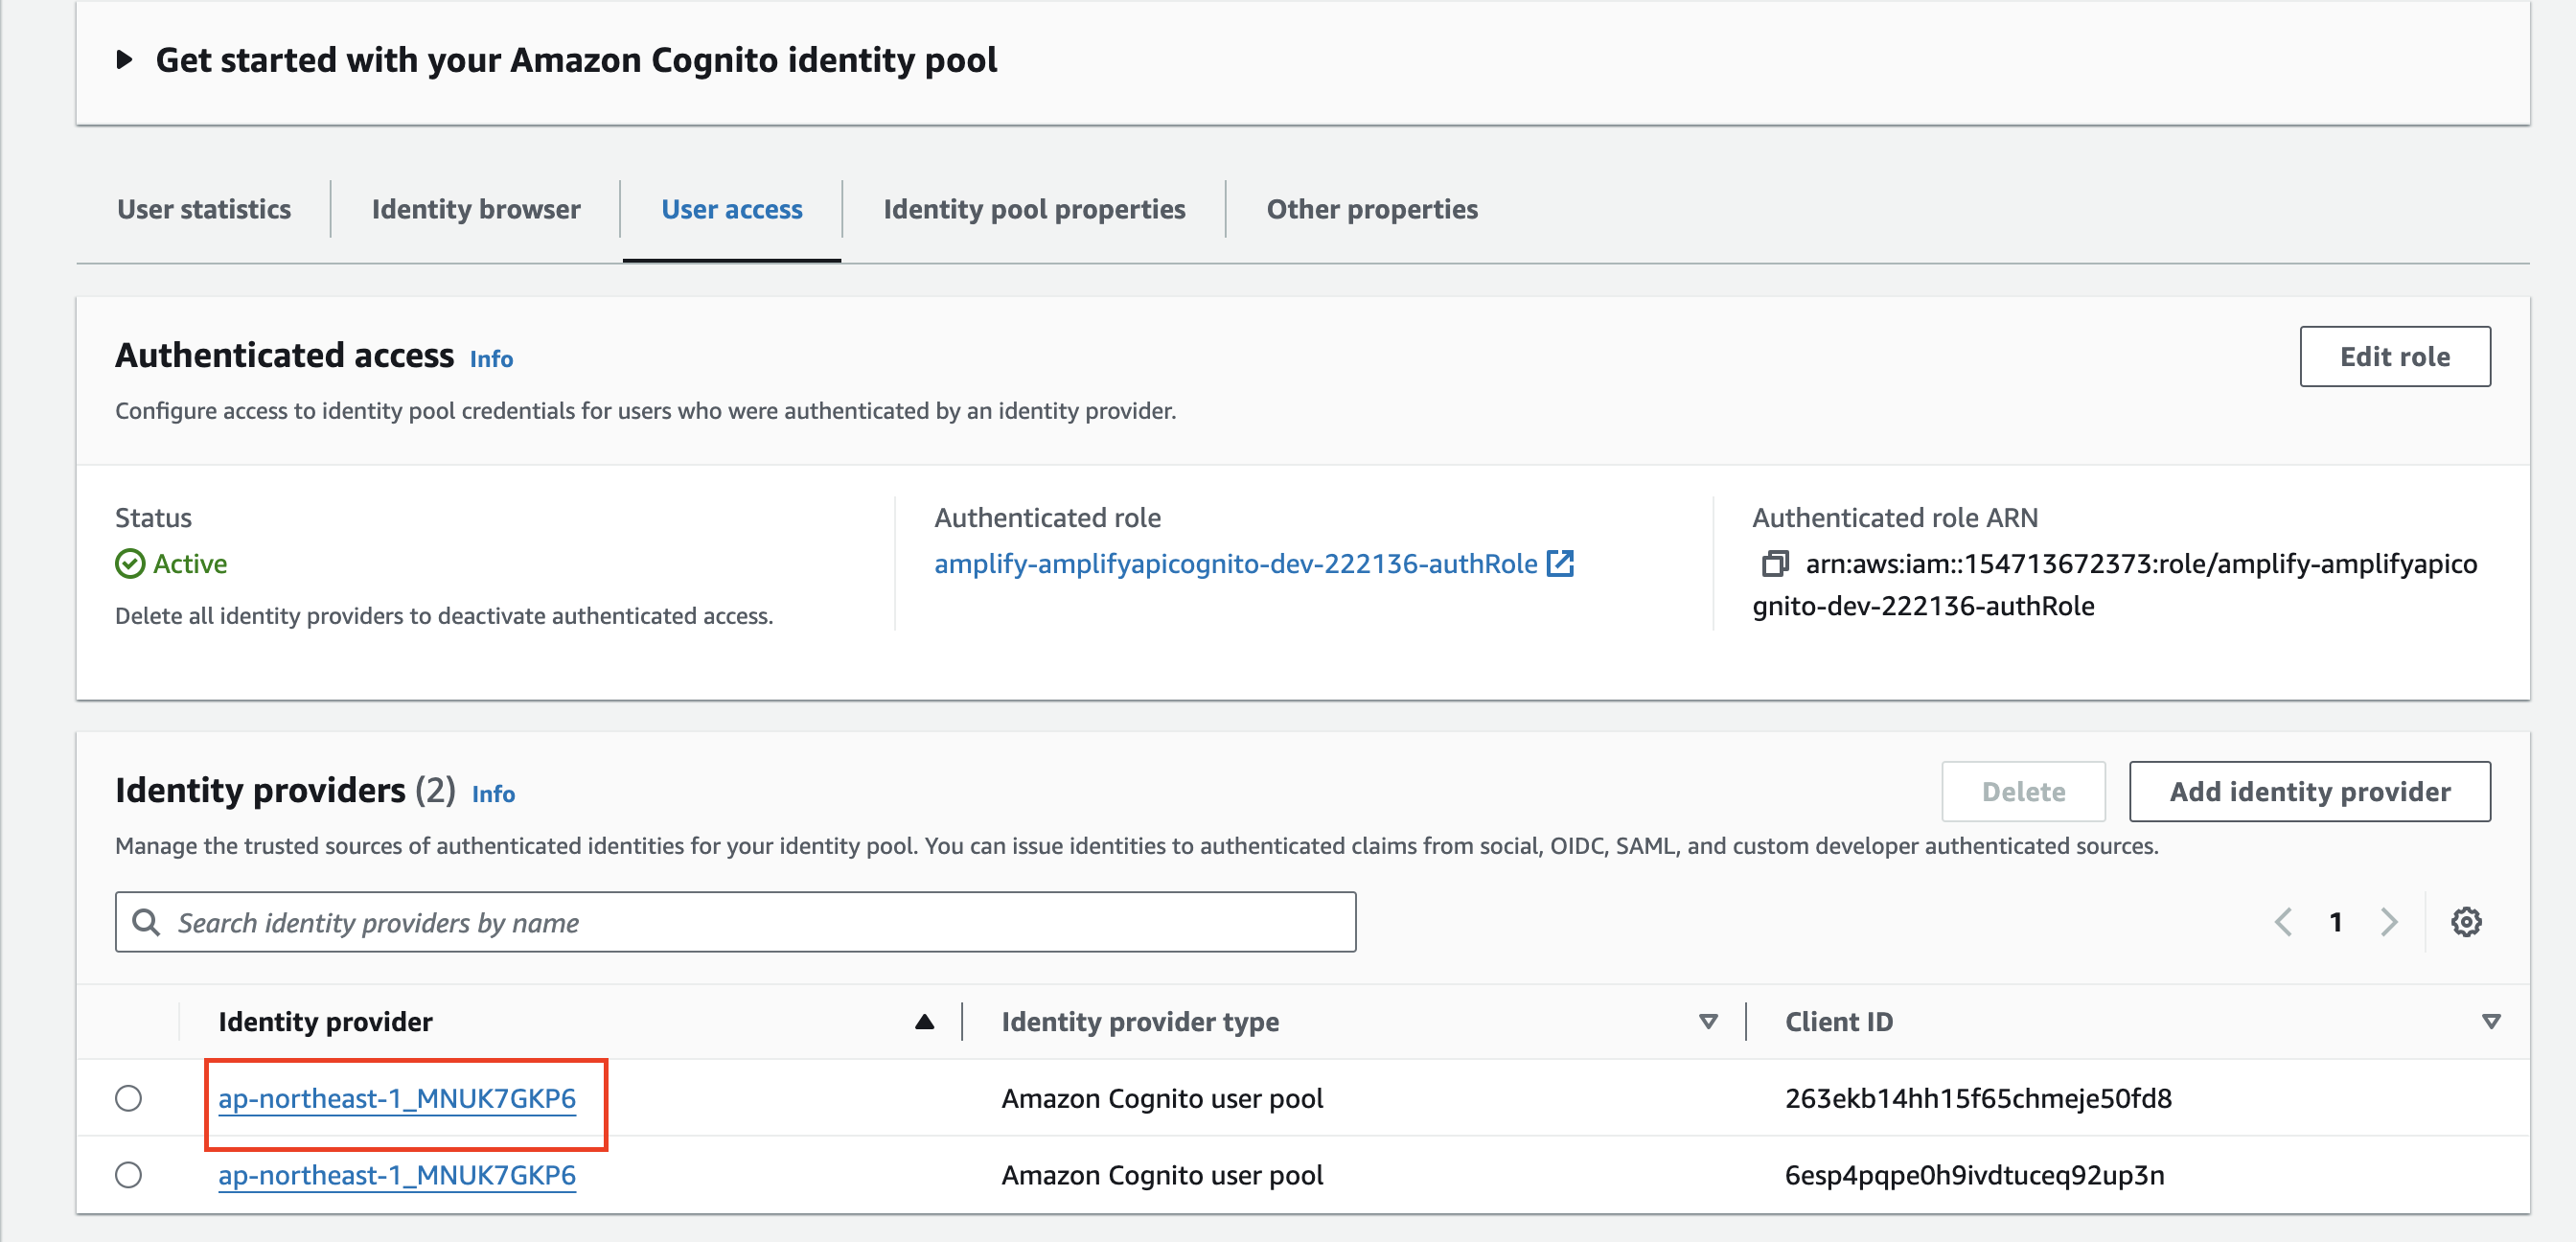 Get started with your Amazon Cognito identity pool
User statistics
Identity browser
User access
Identity pool properties
Other properties
Authenticated access Info
Edit role
Configure access to identity pool credentials for users who were authenticated by an identity provider.
Status
Active
Delete all identity providers to deactivate authenticated access.
Authenticated role
amplify-amplifyapicognito-dev-222136-authRole
Authenticated role ARN
arn:aws:iam::154713672373:role/amplify-amplifyapico
gnito-dev-222136-authRole
Identity providers (2) Info
Delete
Add identity provider
Manage the trusted sources of authenticated identities for your identity pool. You can issue identities to authenticated claims from social, OIDC, SAML, and custom developer authenticated sources.
Search identity providers by name
1
Identity provider
Identity provider type
Client ID
ap-northeast-1_MNUK7GKP6
Amazon Cognito user pool
263ekb14hh15f65chmeje50fd8
ap-northeast-1_MNUK7GKP6
Amazon Cognito user pool
6esp4pqpe0h9ivdtuceq92up3n